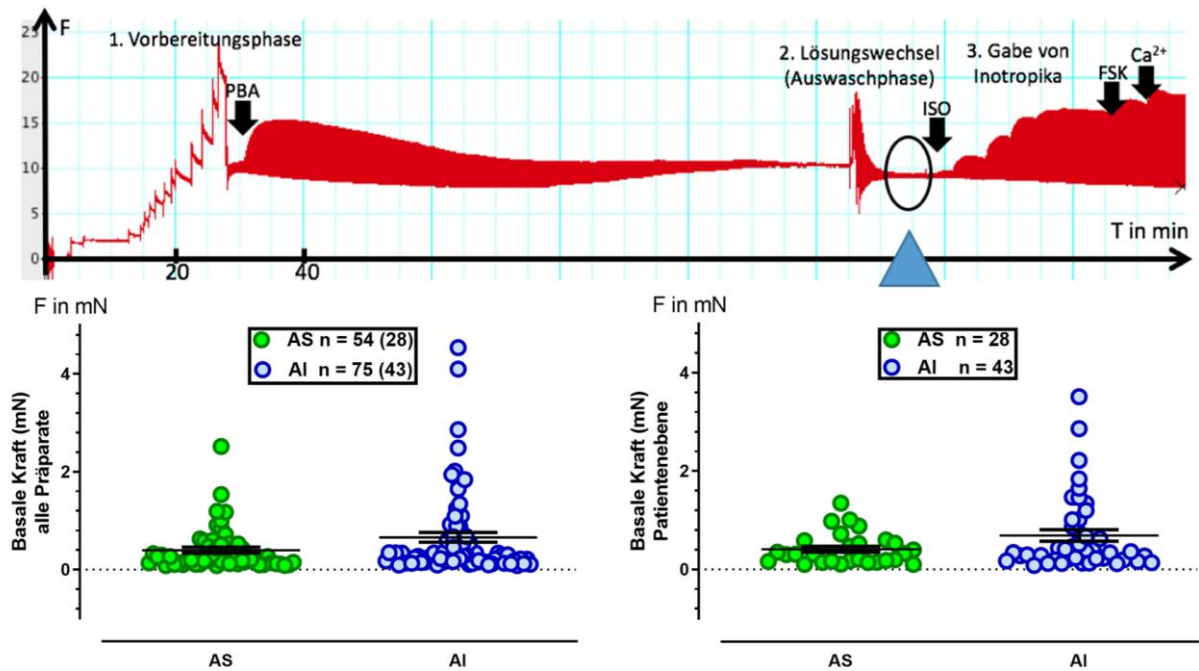 F
25
20
15
10
5
0
1. Vorbereitungsphase
PBA
2. Lösungswechsel
(Auswaschphase)
3. Gabe von
Inotropika
ISO
FSK
Ca²⁺
20
40
T in min
F in mN
AS n = 54 (28)
AI n = 75 (43)
Basale Kraft (mN)
alle Präparate
4
2
0
AS
AI
F in mN
AS n = 28
AI n = 43
Basale Kraft (mN)
Patientenebene
4
2
0
AS
AI